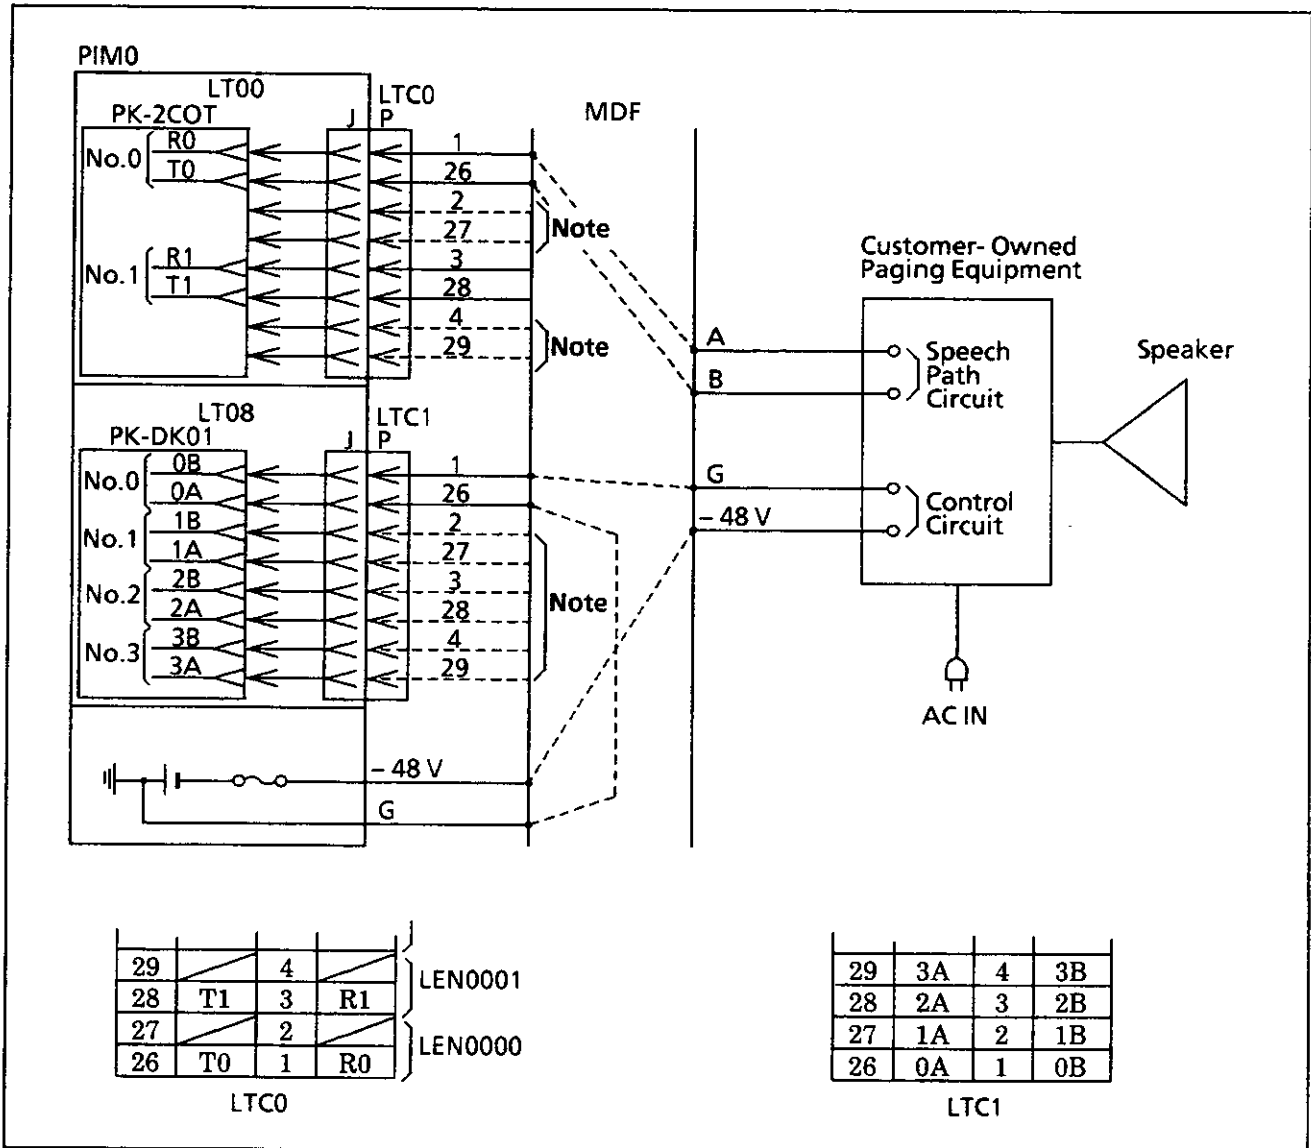 PIM0
LT00
PK-2COT
LTC0
J P
MDF
No.0
R0
T0
1
26
2
27
Note
No.1
R1
T1
3
28
4
29
Note
Customer- Owned
Paging Equipment
A
B
Speech
Path
Circuit
Speaker
G
– 48 V
Control
Circuit
AC IN
LT08
PK-DK01
LTC1
J P
No.0
0B
0A
1
26
No.1
1B
1A
2
27
No.2
2B
2A
3
28
Note
No.3
3B
3A
4
29
– 48 V
G
29 4
28 T1 3 R1
LEN0001
27 2
26 T0 1 R0
LEN0000
LTC0
29 3A 4 3B
28 2A 3 2B
27 1A 2 1B
26 0A 1 0B
LTC1